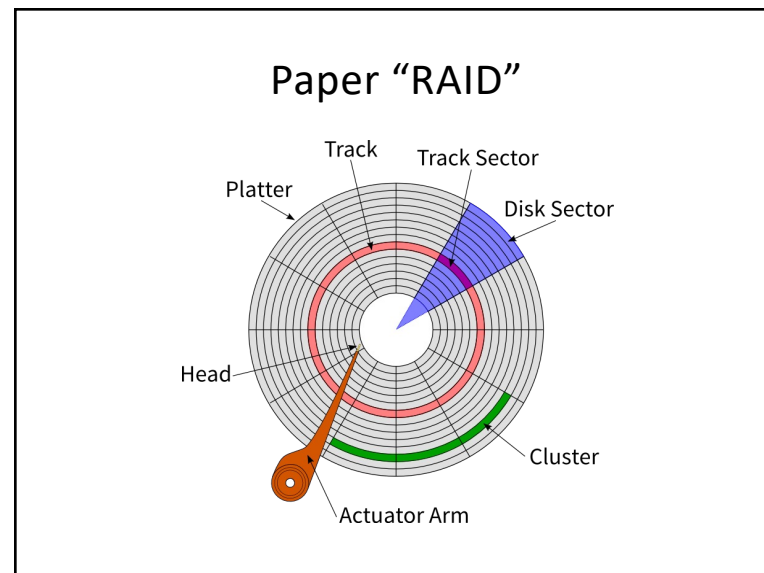 Paper “RAID”
Track
Track Sector
Platter
Disk Sector
Head
Cluster
Actuator Arm